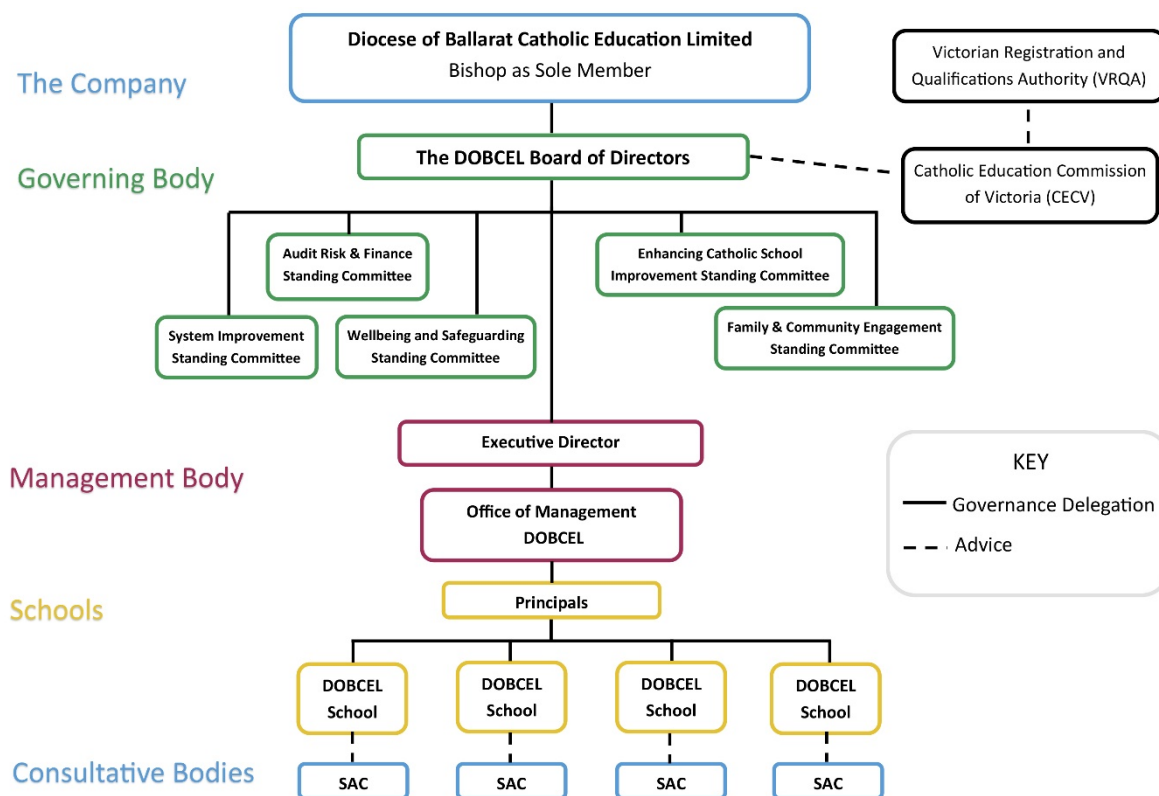 Diocese of Ballarat Catholic Education Limited
Bishop as Sole Member
Victorian Registration and
Qualifications Authority (VRQA)
The Company
The DOBCEL Board of Directors
Catholic Education Commission
of Victoria (CECV)
Governing Body
Audit Risk & Finance
Standing Committee
Enhancing Catholic School
Improvement Standing Committee
System Improvement
Standing Committee
Wellbeing and Safeguarding
Standing Committee
Family & Community Engagement
Standing Committee
Executive Director
Management Body
Office of Management
DOBCEL
KEY
Governance Delegation
Advice
Schools
Principals
DOBCEL
School
DOBCEL
School
DOBCEL
School
DOBCEL
School
Consultative Bodies
SAC
SAC
SAC
SAC